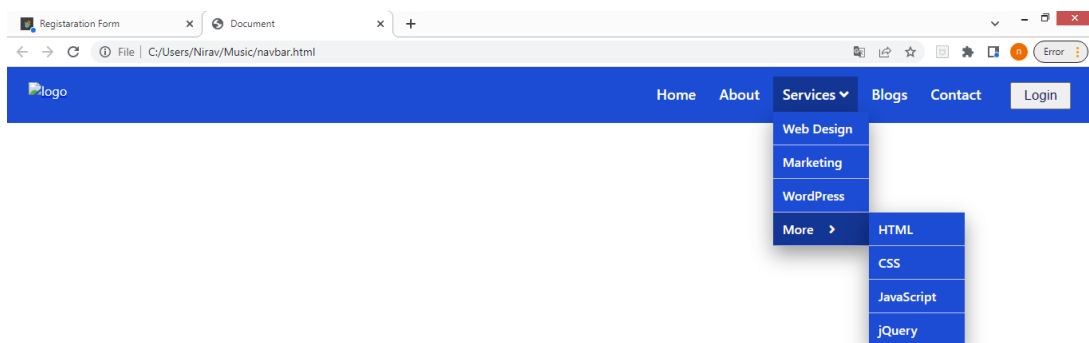 Registaration Form
Document
File | C:/Users/Nirav/Music/navbar.html
n
Error
logo
Home About Services Blogs Contact Login
Web Design
Marketing
WordPress
More
HTML
CSS
JavaScript
jQuery